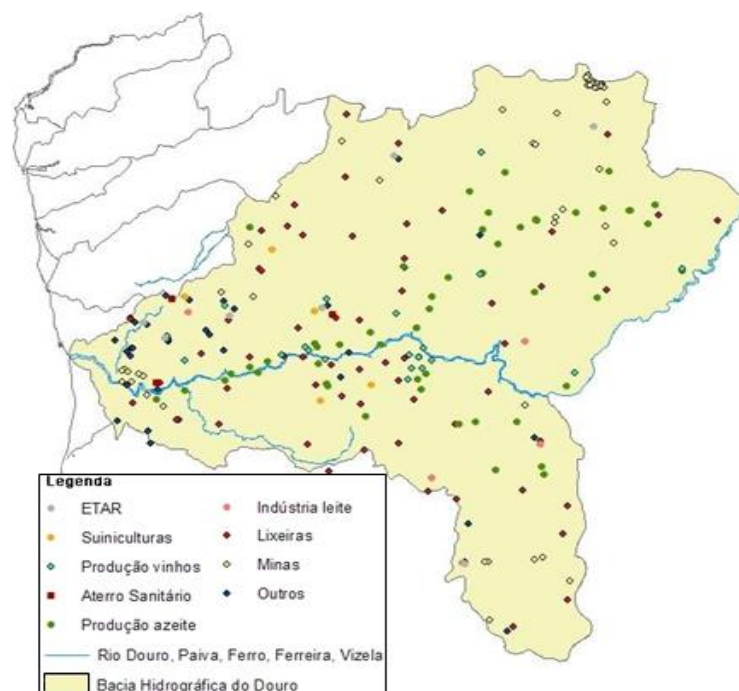 Legenda
ETAR
Indústria leite
Suiniculturas
Lixeiras
Produção vinhos
Minas
Aterro Sanitário
Outros
Produção azeite
Rio Douro, Paiva, Ferro, Ferreira, Vizela
Bacia Hidrográfica do Douro